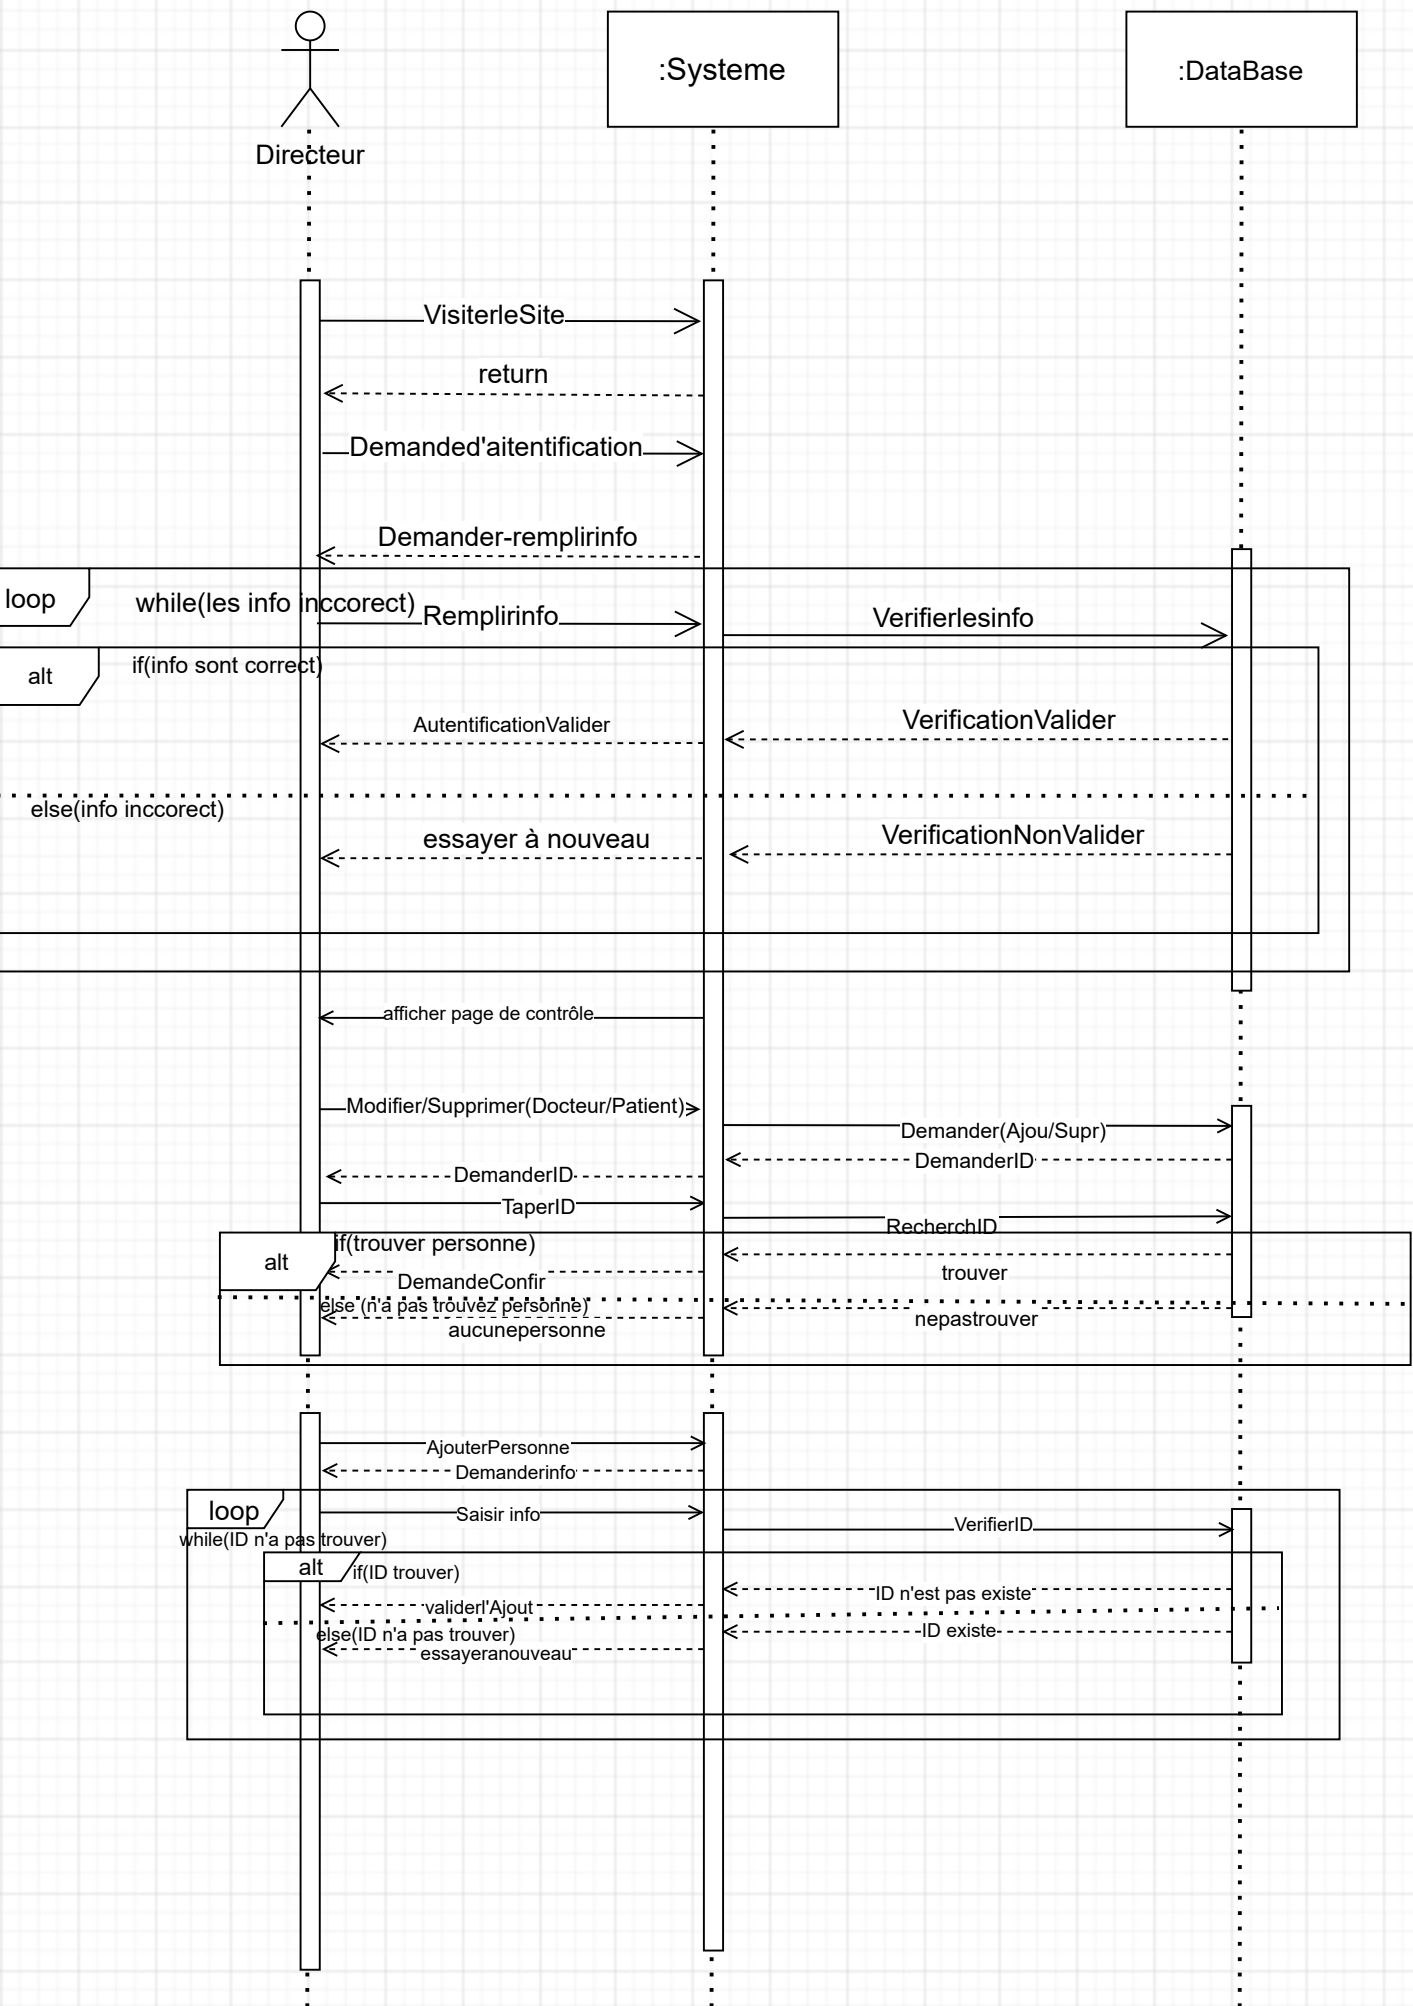 :Systeme
:DataBase
Directeur
VisiterleSite
return
Demanded'aitentification
Demander-remplirinfo
loop
while(les info inccorect)
Remplirinfo
Verifierlesinfo
alt
if(info sont correct)
AutentificationValider
VerificationValider
else(info inccorect)
essayer à nouveau
VerificationNonValider
afficher page de contrôle
Modifier/Supprimer(Docteur/Patient)
Demander(Ajou/Supr)
DemanderID
DemanderID
TaperID
RecherchID
alt
if(trouver personne)
trouver
DemandeConfir
else (n'a pas trouvez personne)
nepastrouver
aucunepersonne
AjouterPersonne
Demanderinfo
loop
Saisir info
VerifierID
while(ID n'a pas trouver)
alt
if(ID trouver)
ID n'est pas existe
validerl'Ajout
else(ID n'a pas trouver)
ID existe
essayeranouveau